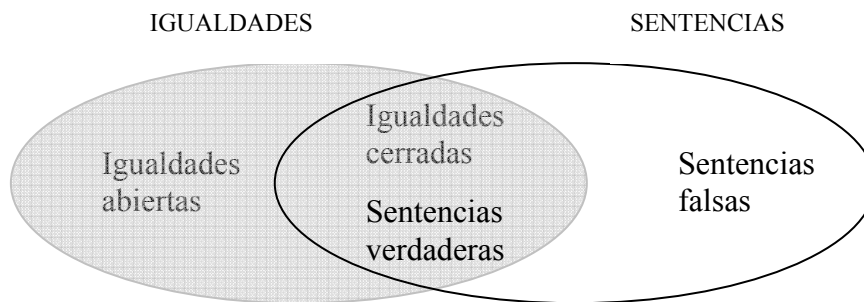 IGUALDADES
SENTENCIAS
Igualdades
abiertas
Igualdades
cerradas
Sentencias
verdaderas
Sentencias
falsas